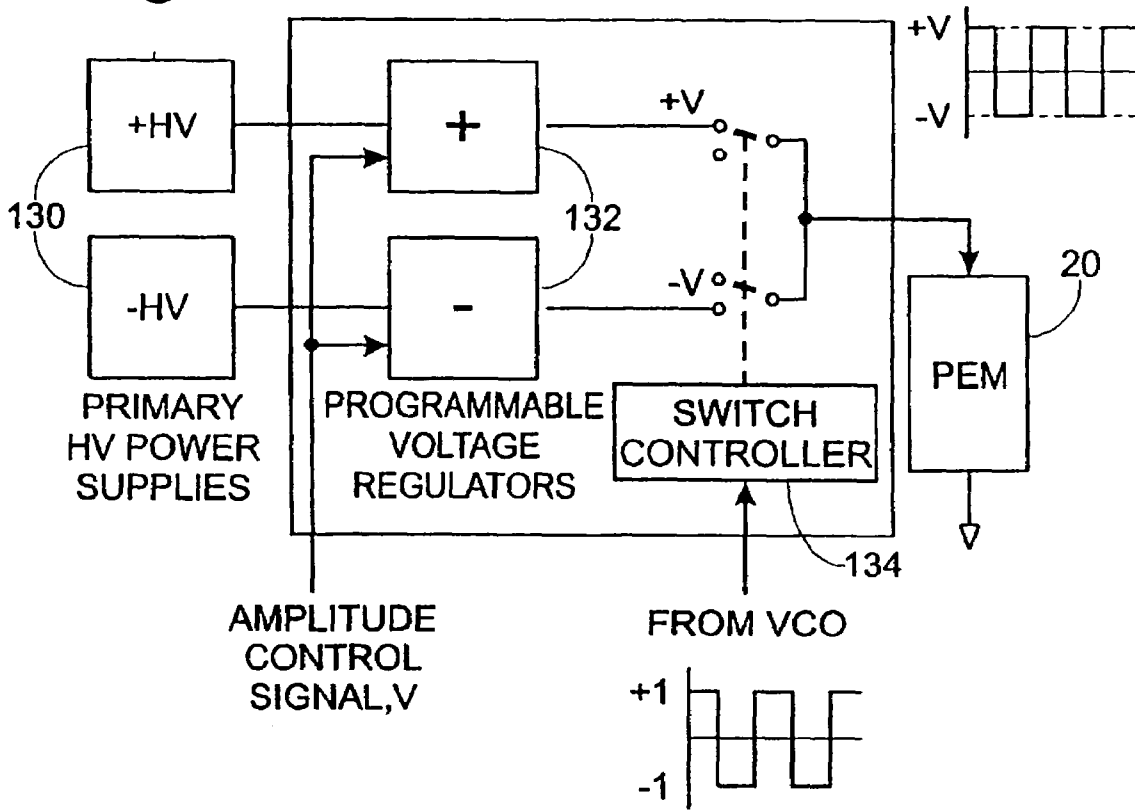 +V
-V
+HV
+
+V
130
132
-HV
-
-V
20
PEM
PRIMARY
HV POWER
SUPPLIES
PROGRAMMABLE
VOLTAGE
REGULATORS
SWITCH
CONTROLLER
134
AMPLITUDE
CONTROL
SIGNAL,V
FROM VCO
+1
-1